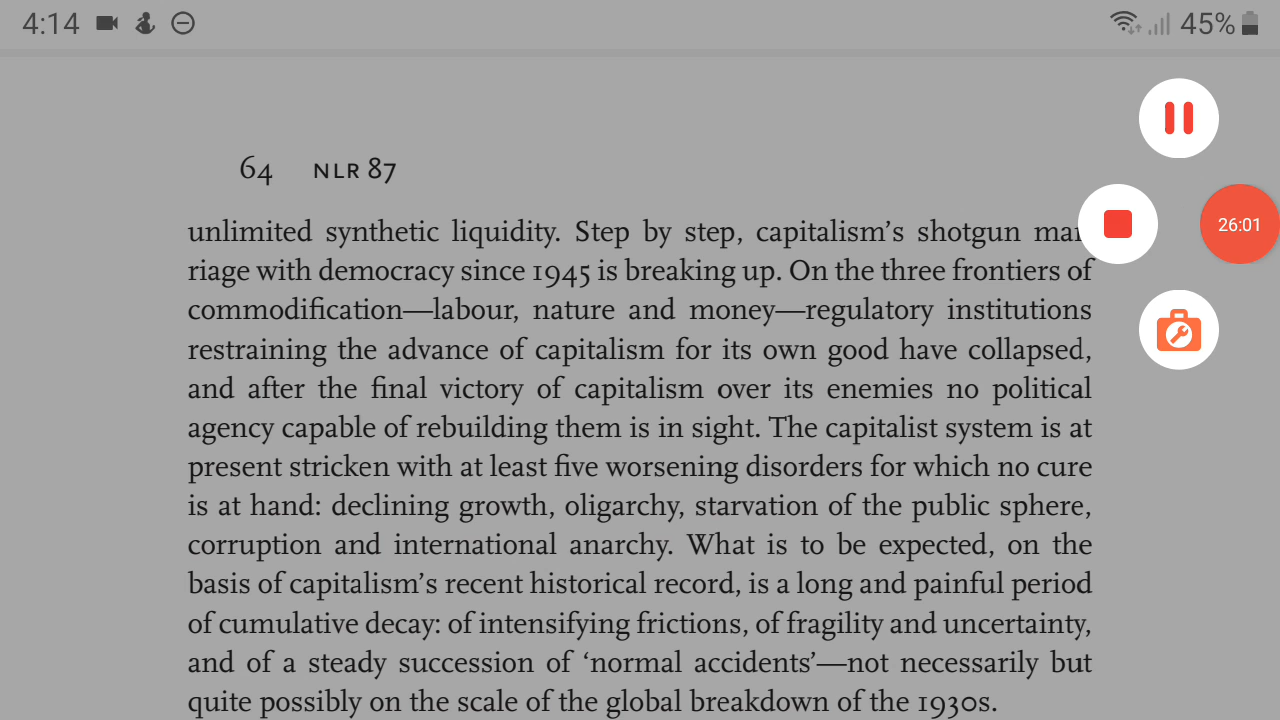 4:14 45%
64 NLR 87
26:01
unlimited synthetic liquidity. Step by step, capitalism's shotgun mar
riage with democracy since 1945 is breaking up. On the three frontiers of
commodification—labour, nature and money—regulatory institutions
restraining the advance of capitalism for its own good have collapsed,
and after the final victory of capitalism over its enemies no political
agency capable of rebuilding them is in sight. The capitalist system is at
present stricken with at least five worsening disorders for which no cure
is at hand: declining growth, oligarchy, starvation of the public sphere,
corruption and international anarchy. What is to be expected, on the
basis of capitalism's recent historical record, is a long and painful period
of cumulative decay: of intensifying frictions, of fragility and uncertainty,
and of a steady succession of ‘normal accidents’—not necessarily but
quite possibly on the scale of the global breakdown of the 1930s.